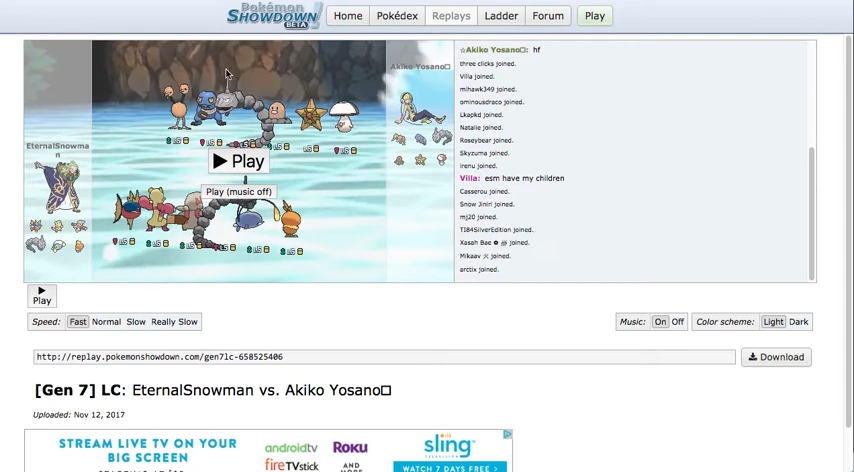 Pokémon
SHOWDOWN!
BETA
Home
Pokédex
Replays
Ladder
Forum
Play
☆Akiko Yosano□: hf
three clicks joined.
Villa joined.
mihawk349 joined.
ominousdraco joined.
Lkapkd joined.
Natalie joined.
Roseybear joined.
Skyzuma joined.
irenu joined.
Villa: esm have my children
Casserou joined.
Snow Jiniri joined.
mj20 joined.
TI84SilverEdition joined.
Xasah Bae joined.
Mikaav 火 joined.
arctix joined.
Akiko Yosano□
EternalSnowma
n
▶ Play
Play (music off)
▶
Play
Speed: Fast Normal Slow Really Slow
Music: On Off
Color scheme: Light Dark
http://replay.pokemonshowdown.com/gen7lc-658525406
Download
[Gen 7] LC: EternalSnowman vs. Akiko Yosano□
Uploaded: Nov 12, 2017
STREAM LIVE TV ON YOUR
BIG SCREEN
androidtv
Roku
fireTVstick
AND
sling
WATCH 7 DAYS FREE!